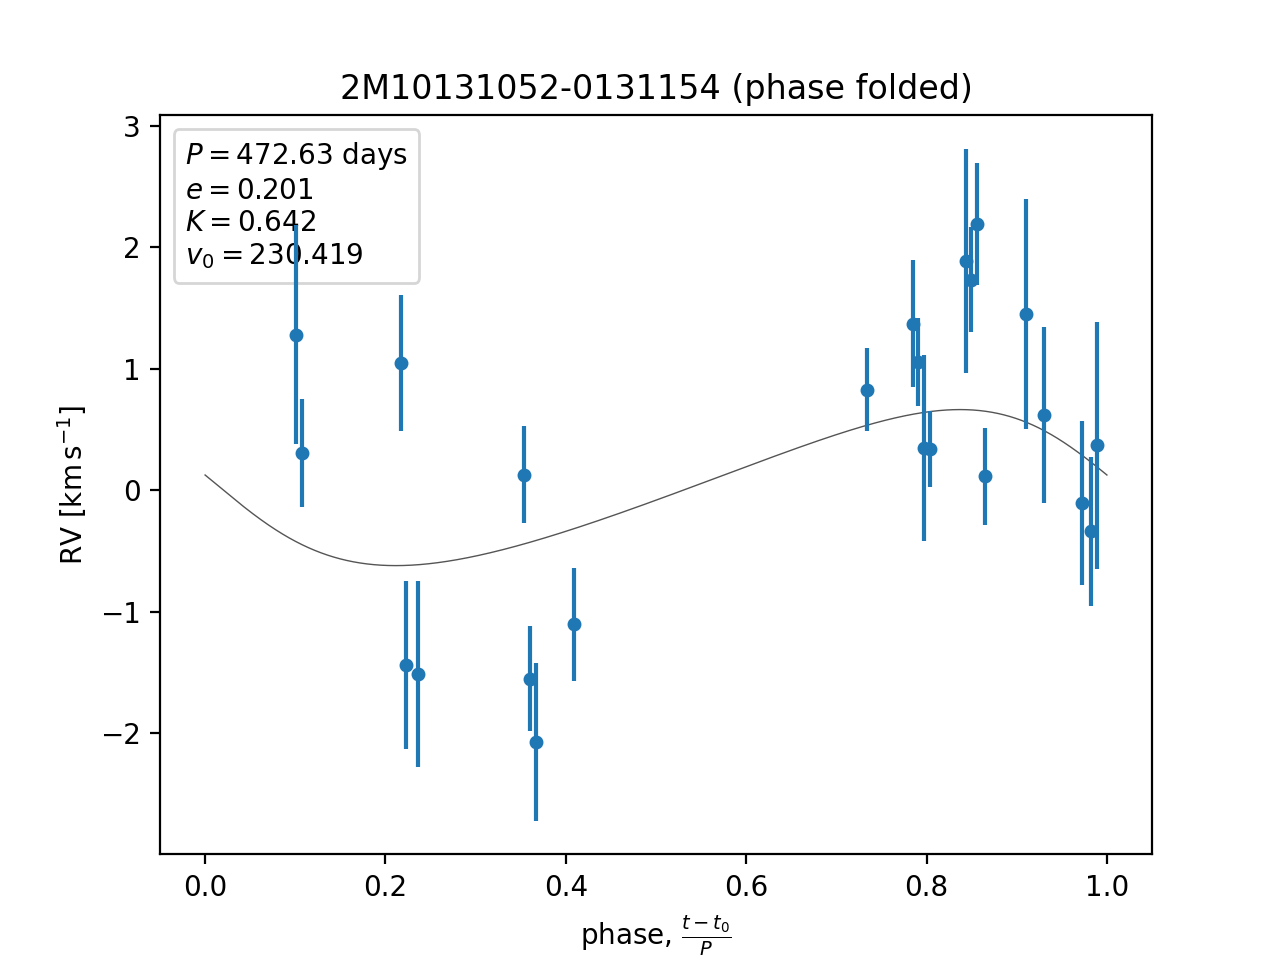 2M10131052-0131154 (phase folded)
P = 472.63 days
e = 0.201
K = 0.642
v₀ = 230.419
RV [km s⁻¹]
3
2
1
0
−1
−2
0.0 0.2 0.4 0.6 0.8 1.0
phase, (t − t₀)/P